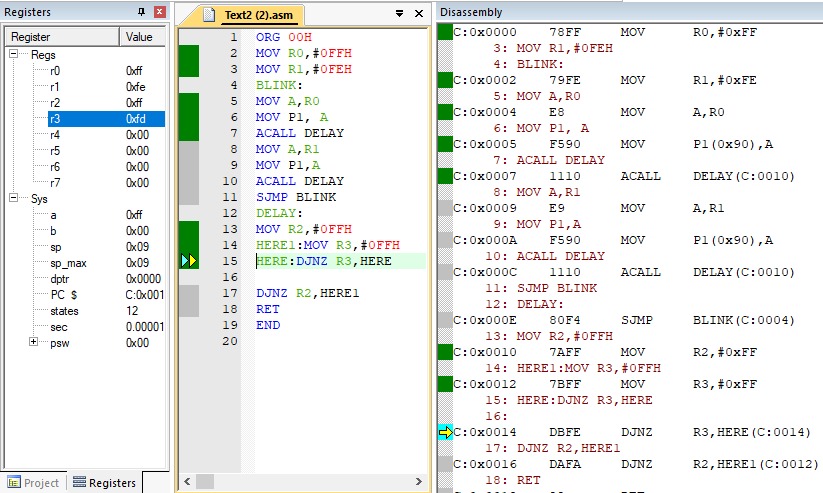 Registers
Register Value
Regs
r0 0xff
r1 0xfe
r2 0xff
r3 0xfd
r4 0x00
r5 0x00
r6 0x00
r7 0x00
Sys
a 0xff
b 0x00
sp 0x09
sp_max 0x09
dptr 0x0000
PC $ C:0x001
states 12
sec 0.00001
psw 0x00
Project Registers
Text2 (2).asm
1 ORG 00H
2 MOV R0,#0FFH
3 MOV R1,#0FEH
4 BLINK:
5 MOV A,R0
6 MOV P1, A
7 ACALL DELAY
8 MOV A,R1
9 MOV P1,A
10 ACALL DELAY
11 SJMP BLINK
12 DELAY:
13 MOV R2,#0FFH
14 HERE1:MOV R3,#0FFH
15 HERE:DJNZ R3,HERE
16
17 DJNZ R2,HERE1
18 RET
19 END
20
Disassembly
C:0x0000 78FF MOV R0,#0xFF
3: MOV R1,#0FEH
4: BLINK:
C:0x0002 79FE MOV R1,#0xFE
5: MOV A,R0
C:0x0004 E8 MOV A,R0
6: MOV P1, A
C:0x0005 F590 MOV P1(0x90),A
7: ACALL DELAY
C:0x0007 1110 ACALL DELAY(C:0010)
8: MOV A,R1
C:0x0009 E9 MOV A,R1
9: MOV P1,A
C:0x000A F590 MOV P1(0x90),A
10: ACALL DELAY
C:0x000C 1110 ACALL DELAY(C:0010)
11: SJMP BLINK
12: DELAY:
C:0x000E 80F4 SJMP BLINK(C:0004)
13: MOV R2,#0FFH
C:0x0010 7AFF MOV R2,#0xFF
14: HERE1:MOV R3,#0FFH
C:0x0012 7BFF MOV R3,#0xFF
15: HERE:DJNZ R3,HERE
16:
C:0x0014 DBFE DJNZ R3,HERE(C:0014)
17: DJNZ R2,HERE1
C:0x0016 DAFA DJNZ R2,HERE1(C:0012)
18: RET